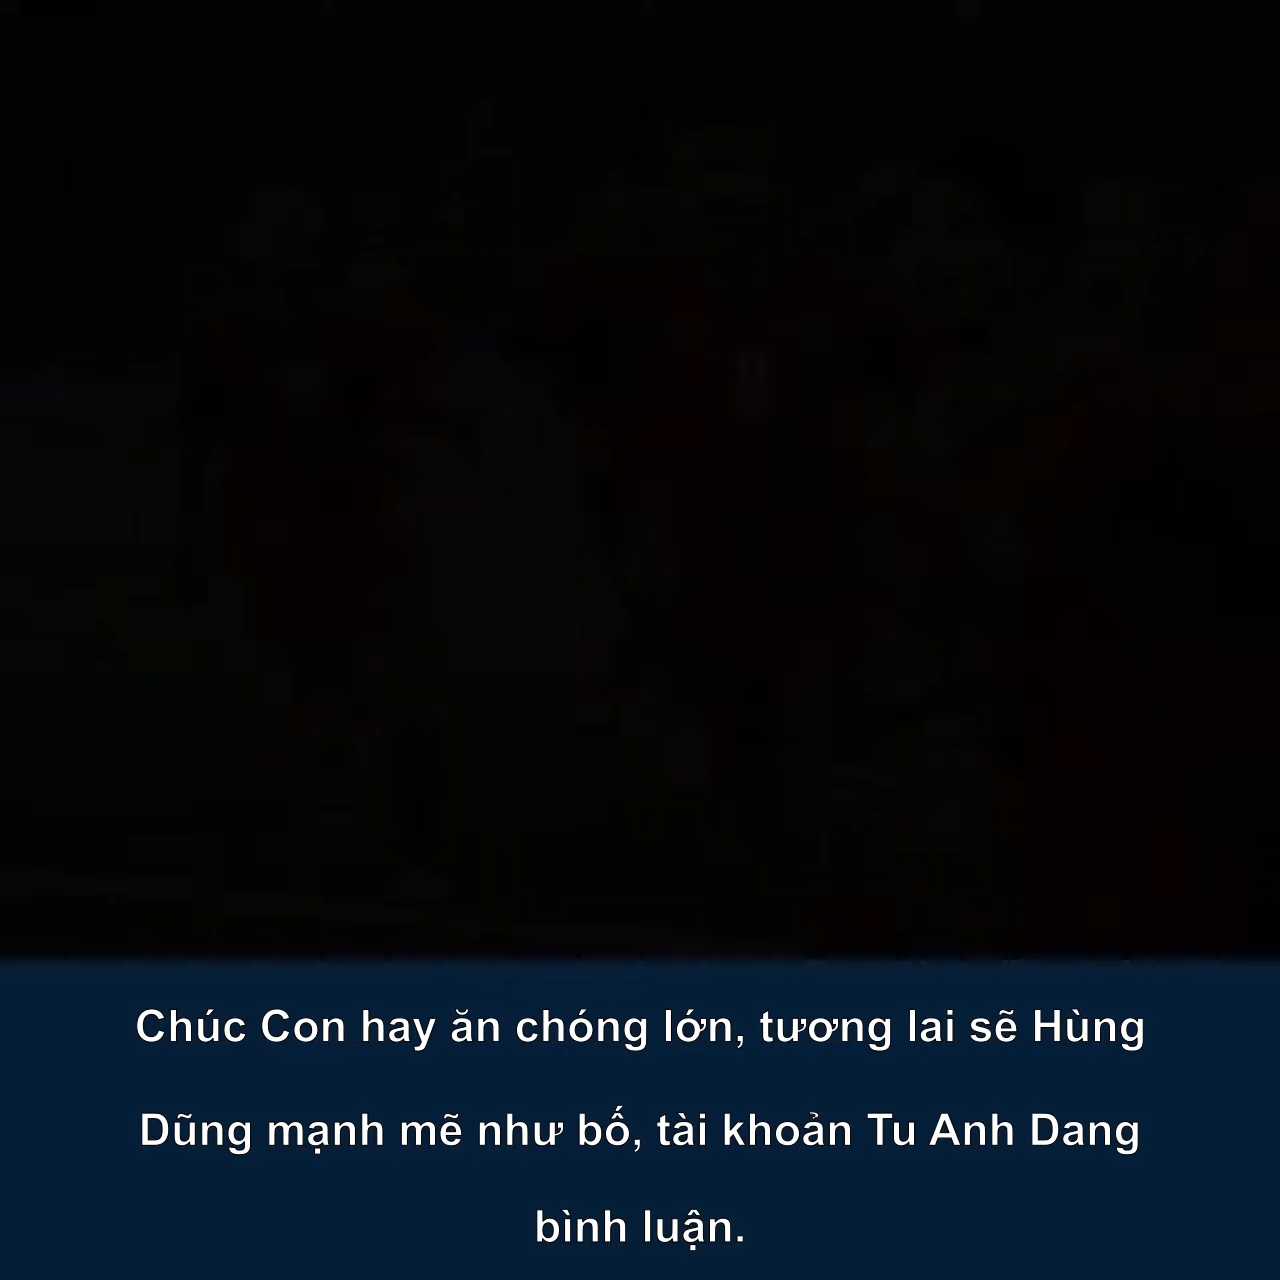 Chúc Con hay ăn chóng lớn, tương lai sẽ Hùng
Dũng mạnh mẽ như bố, tài khoản Tu Anh Dang
bình luận.